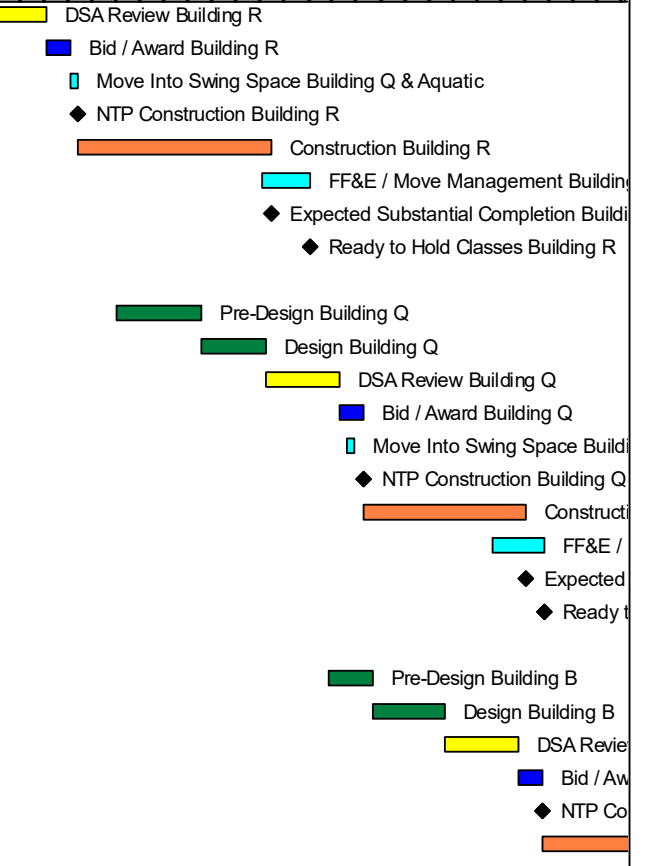 DSA Review Building R
Bid / Award Building R
Move Into Swing Space Building Q & Aquatic
NTP Construction Building R
Construction Building R
FF&E / Move Management Building
Expected Substantial Completion Buildi
Ready to Hold Classes Building R
Pre-Design Building Q
Design Building Q
DSA Review Building Q
Bid / Award Building Q
Move Into Swing Space Buildi
NTP Construction Building Q
Constructi
FF&E /
Expected
Ready t
Pre-Design Building B
Design Building B
DSA Review
Bid / Aw
NTP Co